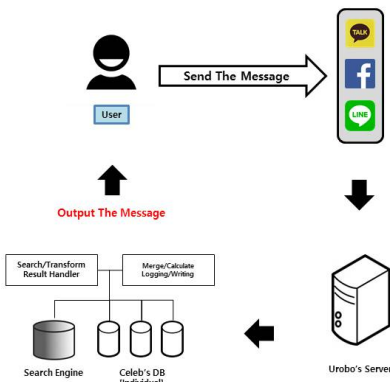 TALK
Send The Message
f
LINE
User
Output The Message
Search/Transform
Result Handler
Merge/Calculate
Logging/Writing
Search Engine
Celeb's DB
(Individual)
Urobo's Server